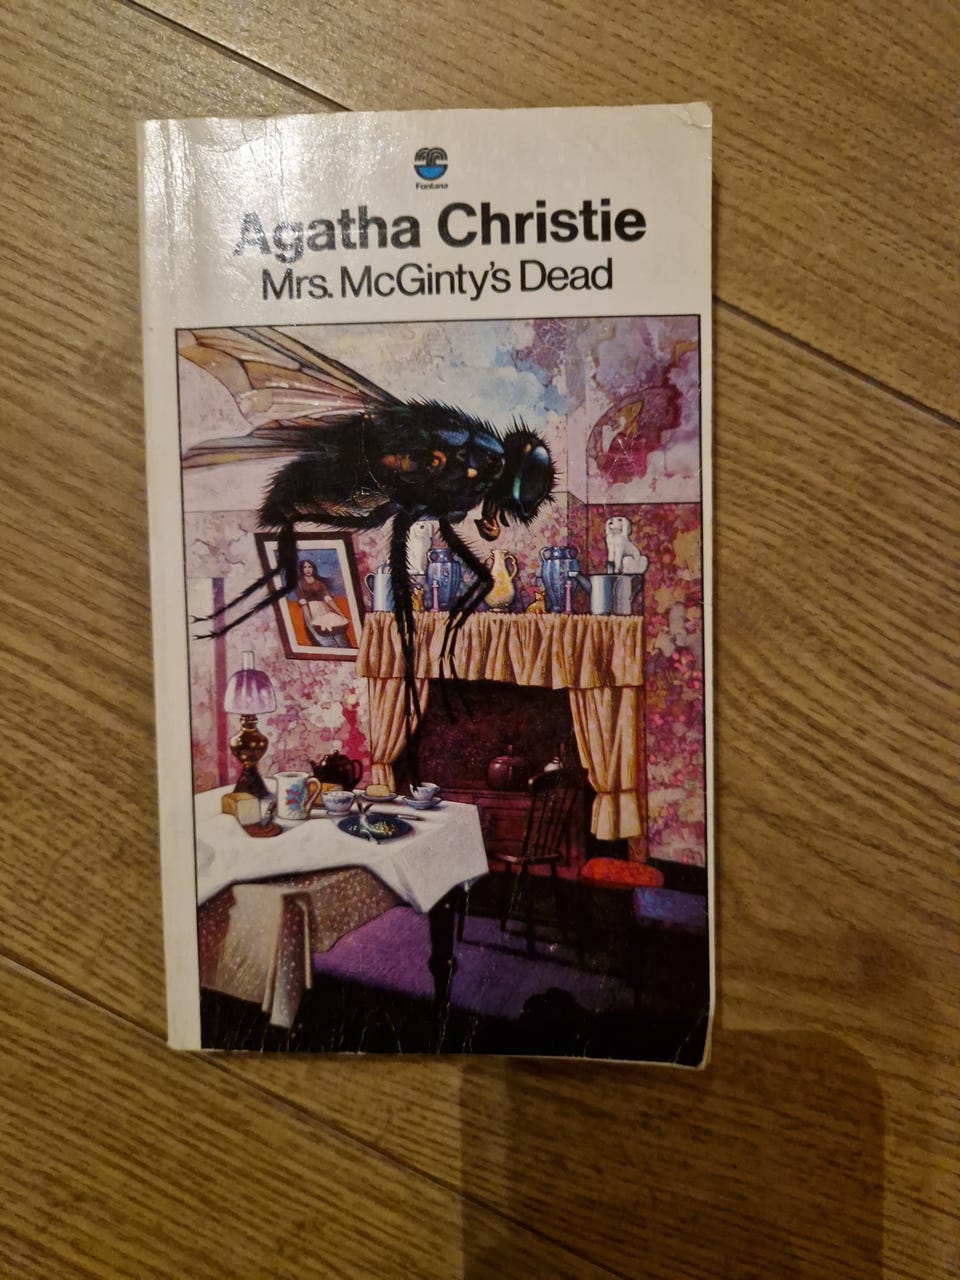 Fontana
Agatha Christie
Mrs. McGinty's Dead